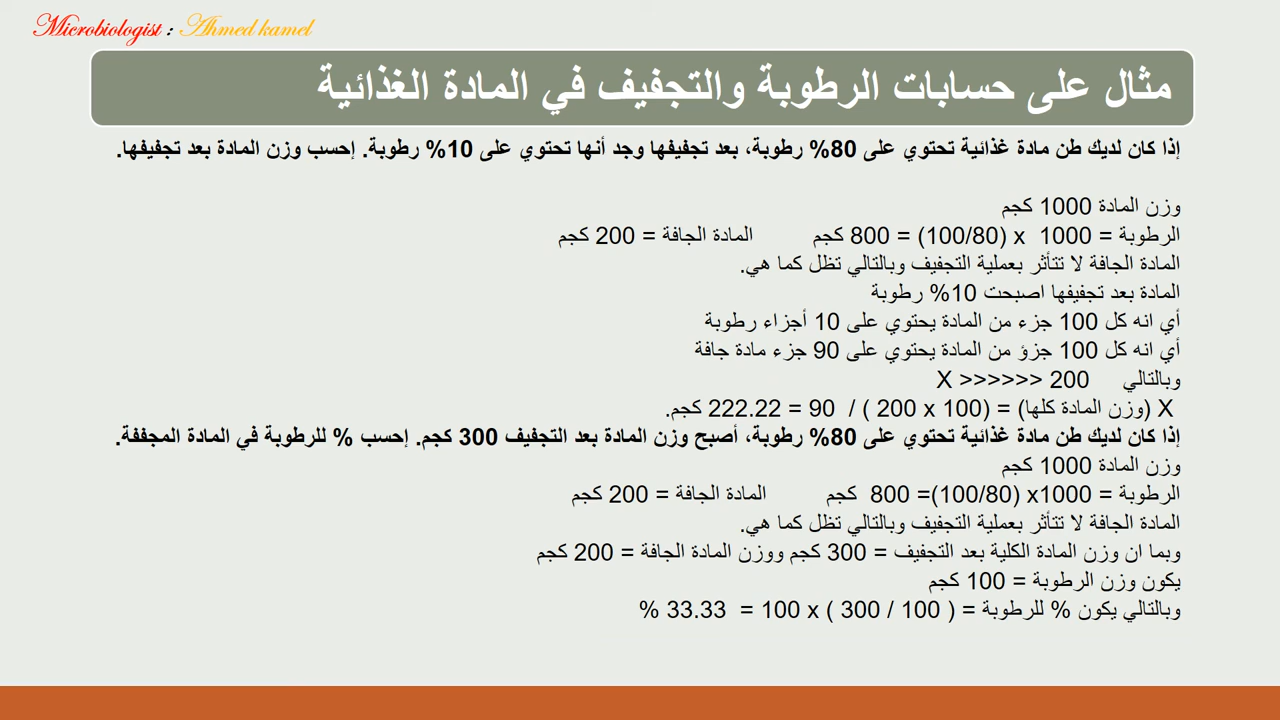 Microbiologist : Ahmed kamel
مثال على حسابات الرطوبة والتجفيف في المادة الغذائية
إذا كان لديك طن مادة غذائية تحتوي على 80% رطوبة، بعد تجفيفها وجد أنها تحتوي على 10% رطوبة. إحسب وزن المادة بعد تجفيفها.
وزن المادة 1000 كجم
الرطوبة = 1000 x (100/80) = 800 كجم المادة الجافة = 200 كجم
المادة الجافة لا تتأثر بعملية التجفيف وبالتالي تظل كما هي.
المادة بعد تجفيفها اصبحت 10% رطوبة
أي انه كل 100 جزء من المادة يحتوي على 10 أجزاء رطوبة
أي انه كل 100 جزؤ من المادة يحتوي على 90 جزء مادة جافة
وبالتالي X >>>>>> 200
X (وزن المادة كلها) = (100 x 200 ) / 90 = 222.22 كجم.
إذا كان لديك طن مادة غذائية تحتوي على 80% رطوبة، أصبح وزن المادة بعد التجفيف 300 كجم. إحسب % للرطوبة في المادة المجففة.
وزن المادة 1000 كجم
الرطوبة = 1000x (100/80)= 800 كجم المادة الجافة = 200 كجم
المادة الجافة لا تتأثر بعملية التجفيف وبالتالي تظل كما هي.
وبما ان وزن المادة الكلية بعد التجفيف = 300 كجم ووزن المادة الجافة = 200 كجم
يكون وزن الرطوبة = 100 كجم
وبالتالي يكون % للرطوبة = ( 100 / 300 ) x 100 = 33.33 %